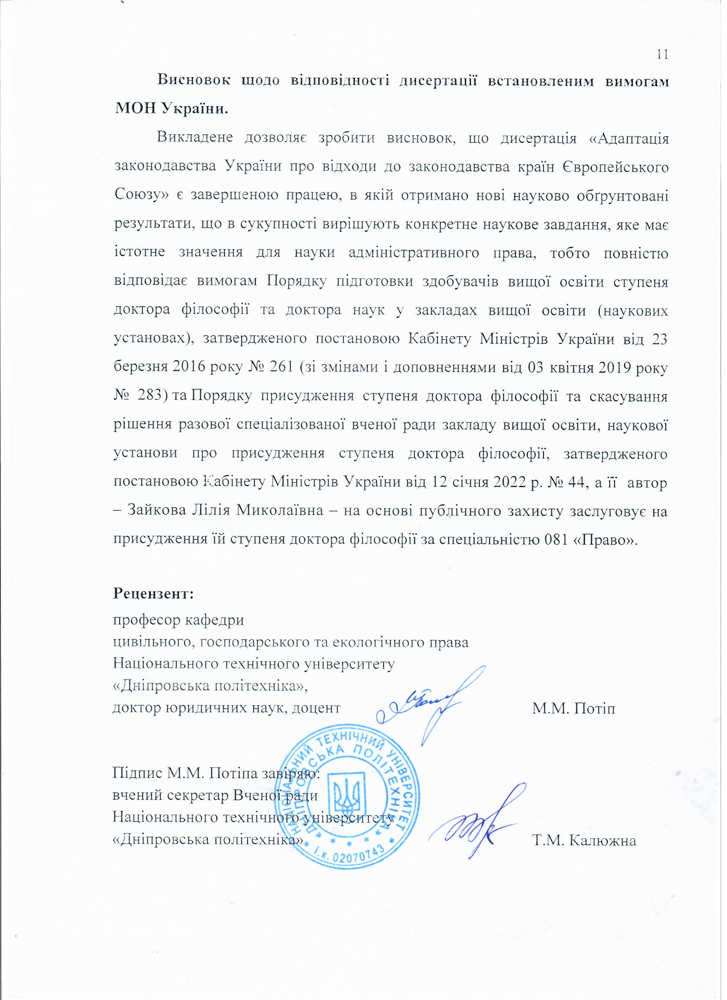 11
Висновок щодо відповідності дисертації встановленим вимогам
МОН України.
Викладене дозволяє зробити висновок, що дисертація «Адаптація
законодавства України про відходи до законодавства країн Європейського
Союзу» є завершеною працею, в якій отримано нові науково обґрунтовані
результати, що в сукупності вирішують конкретне наукове завдання, яке має
істотне значення для науки адміністративного права, тобто повністю
відповідає вимогам Порядку підготовки здобувачів вищої освіти ступеня
доктора філософії та доктора наук у закладах вищої освіти (наукових
установах), затвердженого постановою Кабінету Міністрів України від 23
березня 2016 року № 261 (зі змінами і доповненнями від 03 квітня 2019 року
№ 283) та Порядку присудження ступеня доктора філософії та скасування
рішення разової спеціалізованої вченої ради закладу вищої освіти, наукової
установи про присудження ступеня доктора філософії, затвердженого
постановою Кабінету Міністрів України від 12 січня 2022 р. № 44, а її автор
– Зайкова Лілія Миколаївна – на основі публічного захисту заслуговує на
присудження їй ступеня доктора філософії за спеціальністю 081 «Право».
Рецензент:
професор кафедри
цивільного, господарського та екологічного права
Національного технічного університету
«Дніпровська політехніка»,
доктор юридичних наук, доцент М.М. Потіп
Підпис М.М. Потіпа завіряю:
вчений секретар Вченої ради
Національного технічного університету
«Дніпровська політехніка» Т.М. Калюжна
НАЦІОНАЛЬНИЙ ТЕХНІЧНИЙ УНІВЕРСИТЕТ
«ДНІПРОВСЬКА ПОЛІТЕХНІКА»
* і.к. 02070743 *